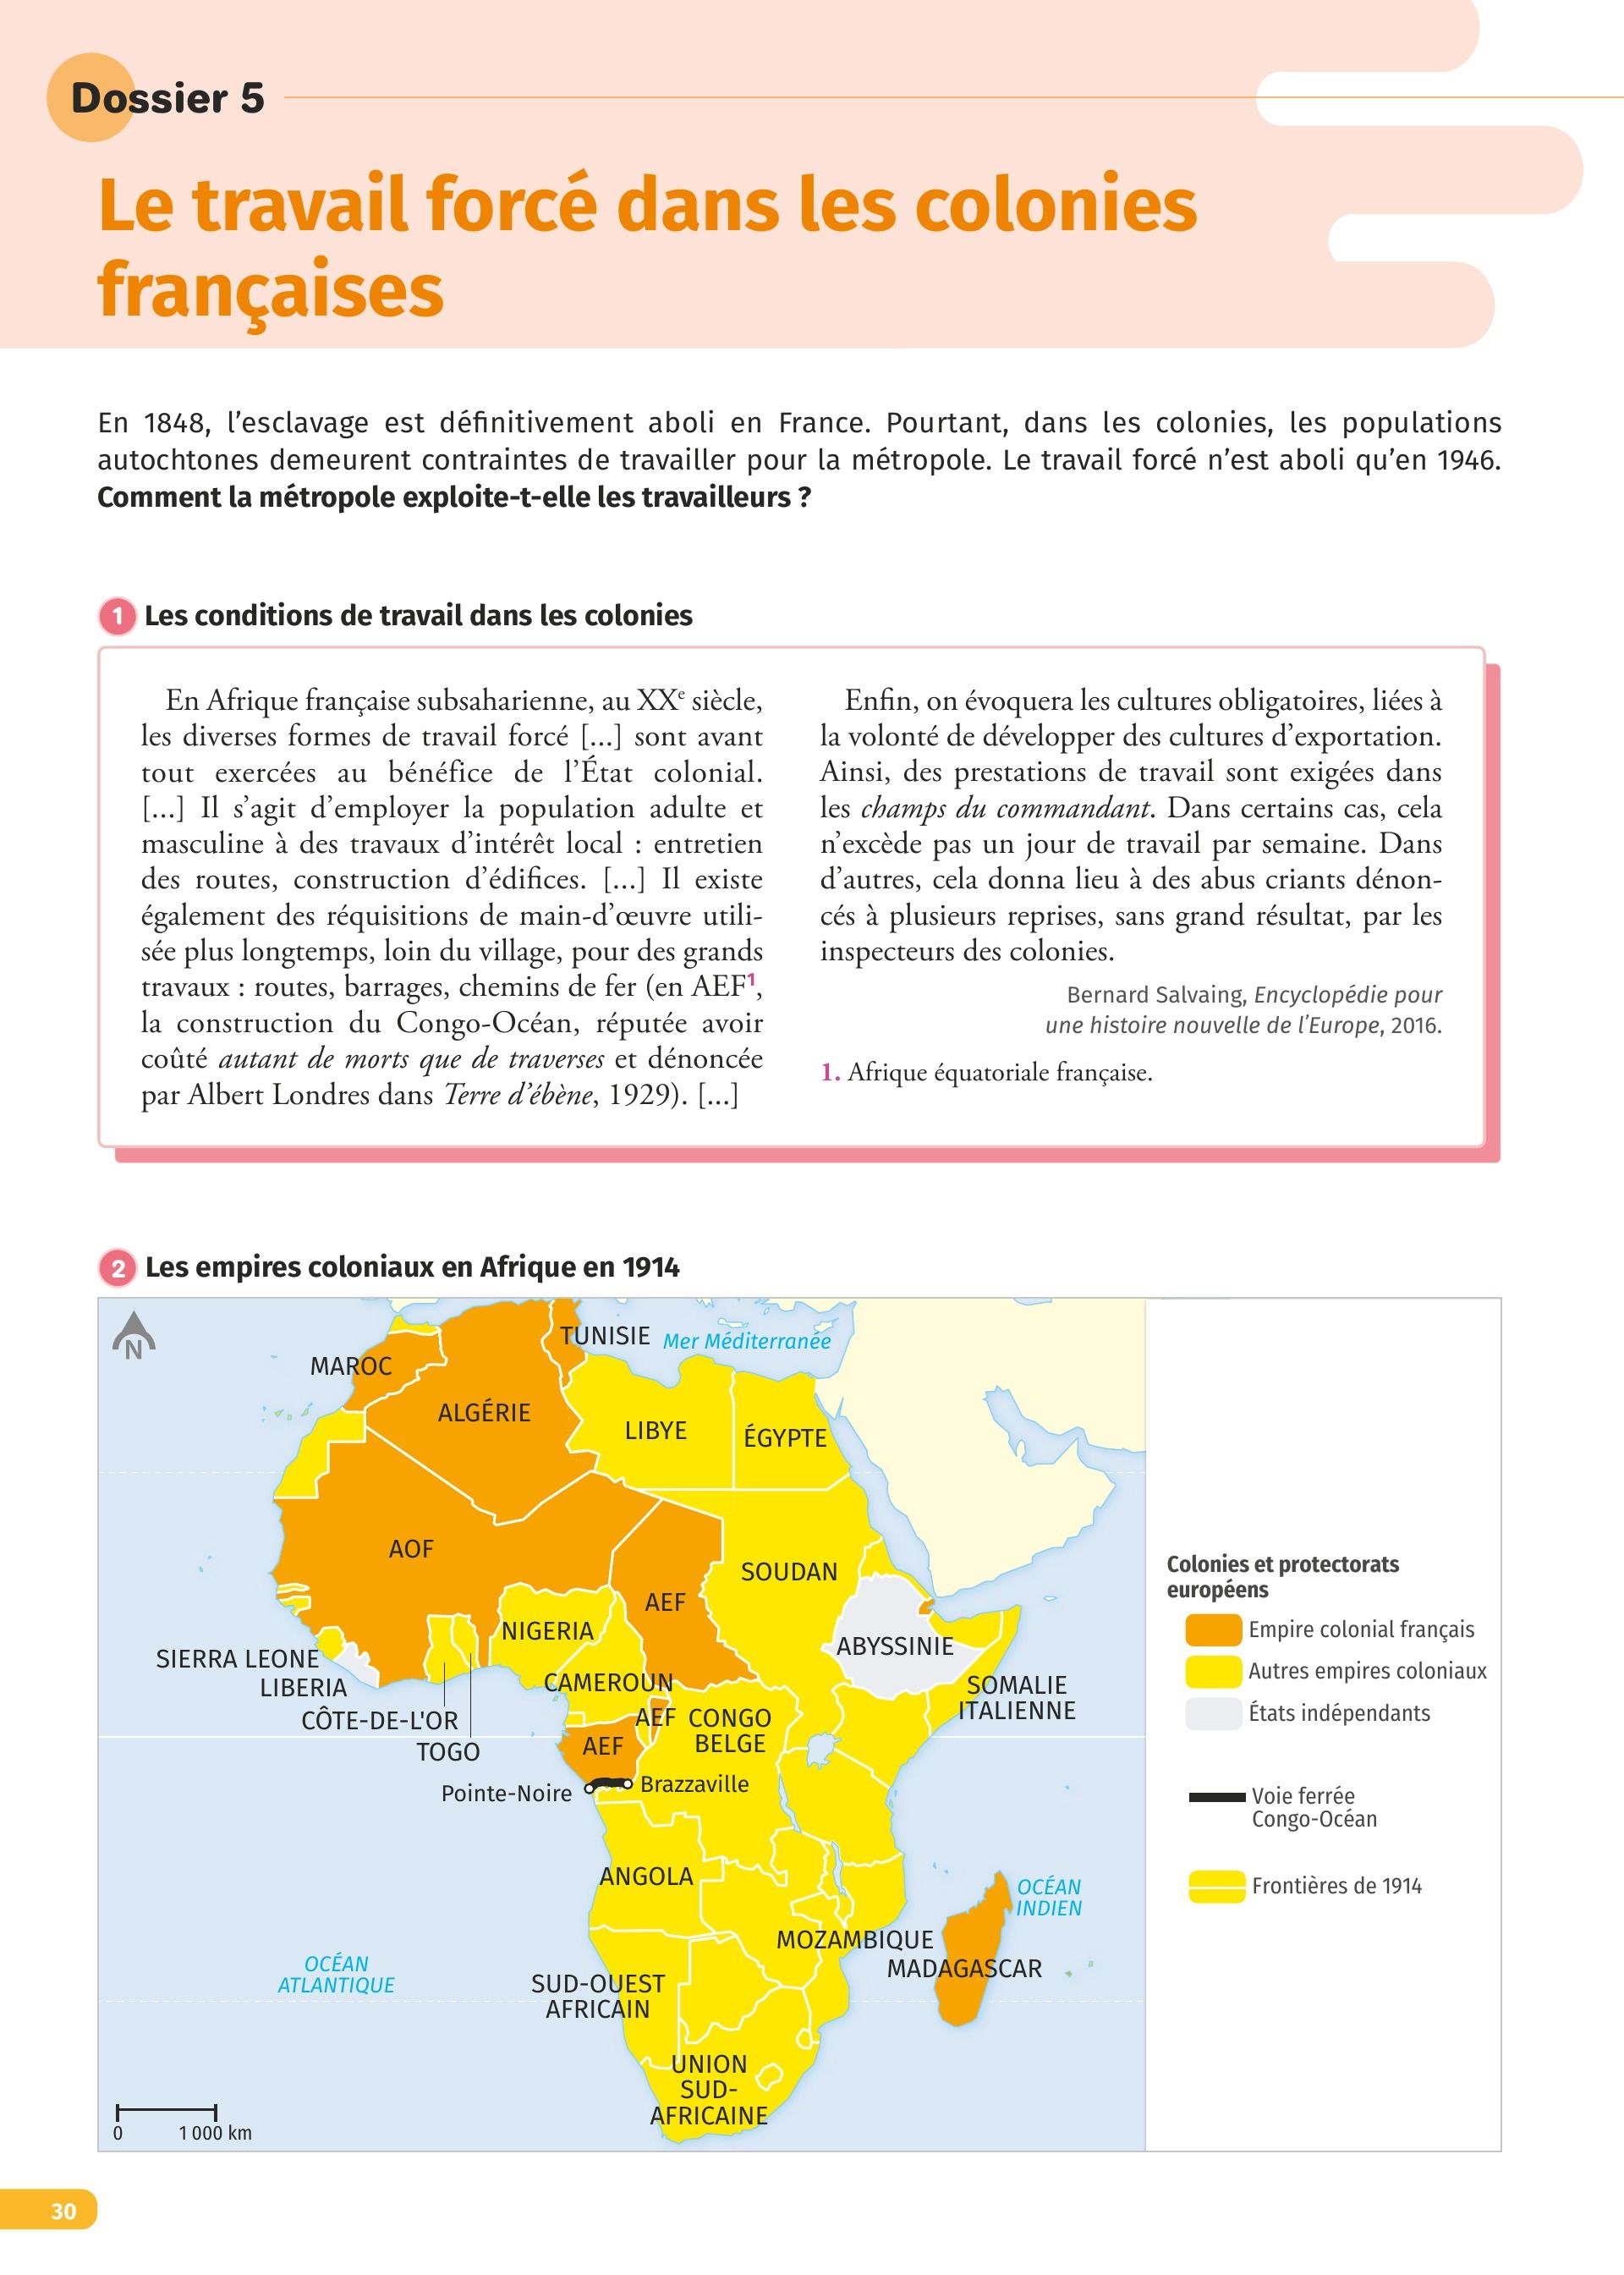 Dossier 5
Le travail forcé dans les colonies
françaises
En 1848, l’esclavage est définitivement aboli en France. Pourtant, dans les colonies, les populations
autochtones demeurent contraintes de travailler pour la métropole. Le travail forcé n’est aboli qu’en 1946.
Comment la métropole exploite-t-elle les travailleurs ?
1 Les conditions de travail dans les colonies
En Afrique française subsaharienne, au XXe siècle,
les diverses formes de travail forcé [...] sont avant
tout exercées au bénéfice de l’État colonial.
[...] Il s’agit d’employer la population adulte et
masculine à des travaux d’intérêt local : entretien
des routes, construction d’édifices. [...] Il existe
également des réquisitions de main-d’œuvre utili-
sée plus longtemps, loin du village, pour des grands
travaux : routes, barrages, chemins de fer (en AEF1,
la construction du Congo-Océan, réputée avoir
coûté autant de morts que de traverses et dénoncée
par Albert Londres dans Terre d’ébène, 1929). [...]
Enfin, on évoquera les cultures obligatoires, liées à
la volonté de développer des cultures d’exportation.
Ainsi, des prestations de travail sont exigées dans
les champs du commandant. Dans certains cas, cela
n’excède pas un jour de travail par semaine. Dans
d’autres, cela donna lieu à des abus criants dénon-
cés à plusieurs reprises, sans grand résultat, par les
inspecteurs des colonies.
Bernard Salvaing, Encyclopédie pour
une histoire nouvelle de l’Europe, 2016.
1. Afrique équatoriale française.
2 Les empires coloniaux en Afrique en 1914
N
TUNISIE
Mer Méditerranée
MAROC
ALGÉRIE
LIBYE
ÉGYPTE
AOF
SOUDAN
AEF
NIGERIA
ABYSSINIE
SIERRA LEONE
LIBERIA
CAMEROUN
SOMALIE
ITALIENNE
CÔTE-DE-L'OR
AEF
CONGO
BELGE
TOGO
AEF
Pointe-Noire
Brazzaville
ANGOLA
OCÉAN
INDIEN
MOZAMBIQUE
MADAGASCAR
OCÉAN
ATLANTIQUE
SUD-OUEST
AFRICAIN
UNION
SUD-
AFRICAINE
0
1 000 km
Colonies et protectorats
européens
Empire colonial français
Autres empires coloniaux
États indépendants
Voie ferrée
Congo-Océan
Frontières de 1914
30